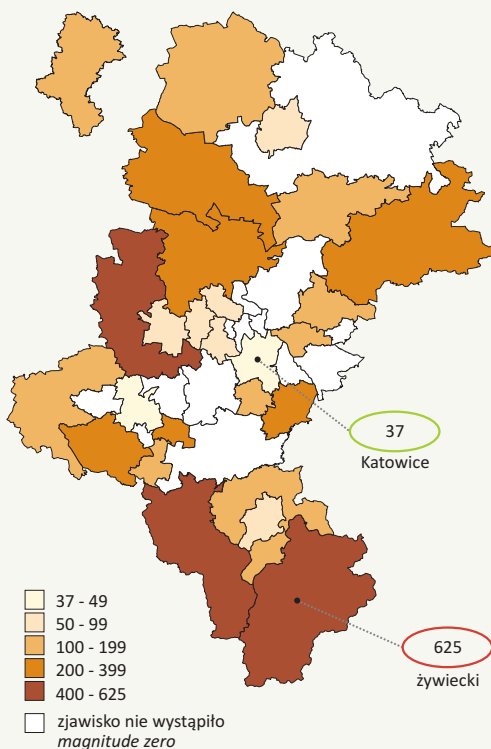 37
Katowice
625
żywiecki
37 - 49
50 - 99
100 - 199
200 - 399
400 - 625
zjawisko nie wystąpiło
magnitude zero